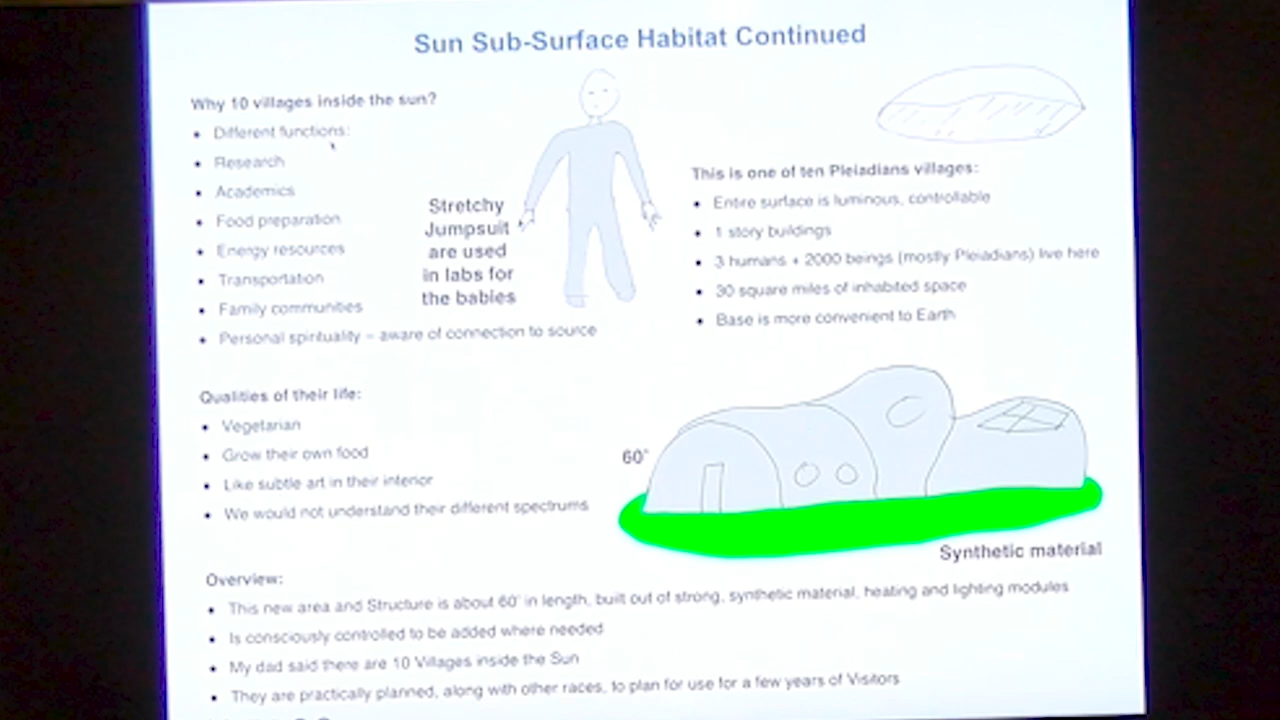 Sun Sub-Surface Habitat Continued
Why 10 villages inside the sun?
• Different functions:
• Research
• Academics
• Food preparation
• Energy resources
• Transportation
• Family communities
• Personal spirituality – aware of connection to source
Stretchy
Jumpsuit
are used
in labs for
the babies
This is one of ten Pleiadians villages:
• Entire surface is luminous, controllable
• 1 story buildings
• 3 humans + 2000 beings (mostly Pleiadians) live here
• 30 square miles of inhabited space
• Base is more convenient to Earth
Qualities of their life:
• Vegetarian
• Grow their own food
• Like subtle art in their interior
• We would not understand their different spectrums
60'
Synthetic material
Overview:
• This new area and Structure is about 60' in length, built out of strong, synthetic material, heating and lighting modules
• Is consciously controlled to be added where needed
• My dad said there are 10 Villages inside the Sun
• They are practically planned, along with other races, to plan for use for a few years of Visitors